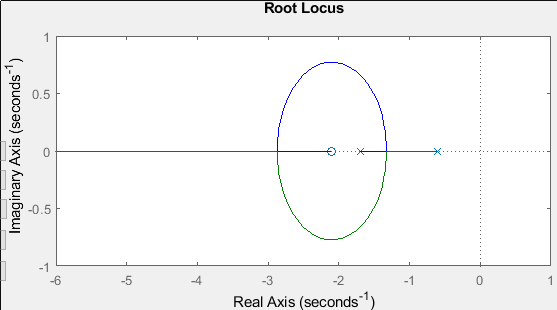 Root Locus
Imaginary Axis (seconds⁻¹)
1
0.5
0
-0.5
-1
-6 -5 -4 -3 -2 -1 0 1
Real Axis (seconds⁻¹)